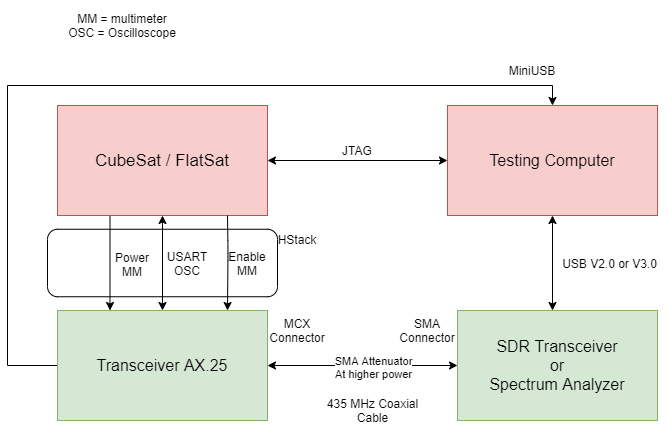 MM = multimeter
OSC = Oscilloscope
MiniUSB
CubeSat / FlatSat
JTAG
Testing Computer
HStack
Power
MM
USART
OSC
Enable
MM
USB V2.0 or V3.0
MCX
Connector
SMA
Connector
Transceiver AX.25
SMA Attenuator
At higher power
SDR Transceiver
or
Spectrum Analyzer
435 MHz Coaxial
Cable